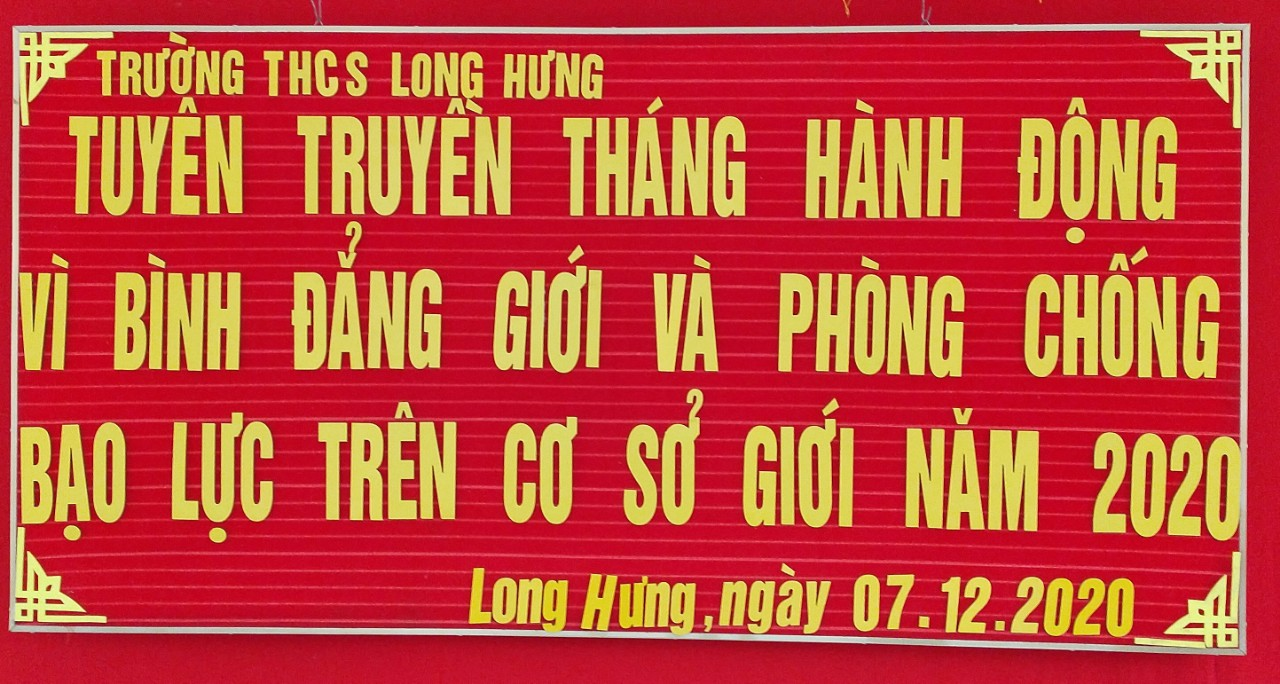 TRƯỜNG THCS LONG HƯNG
TUYÊN TRUYỀN THÁNG HÀNH ĐỘNG
VÌ BÌNH ĐẲNG GIỚI VÀ PHÒNG CHỐNG
BẠO LỰC TRÊN CƠ SỞ GIỚI NĂM 2020
Long Hưng, ngày 07.12.2020